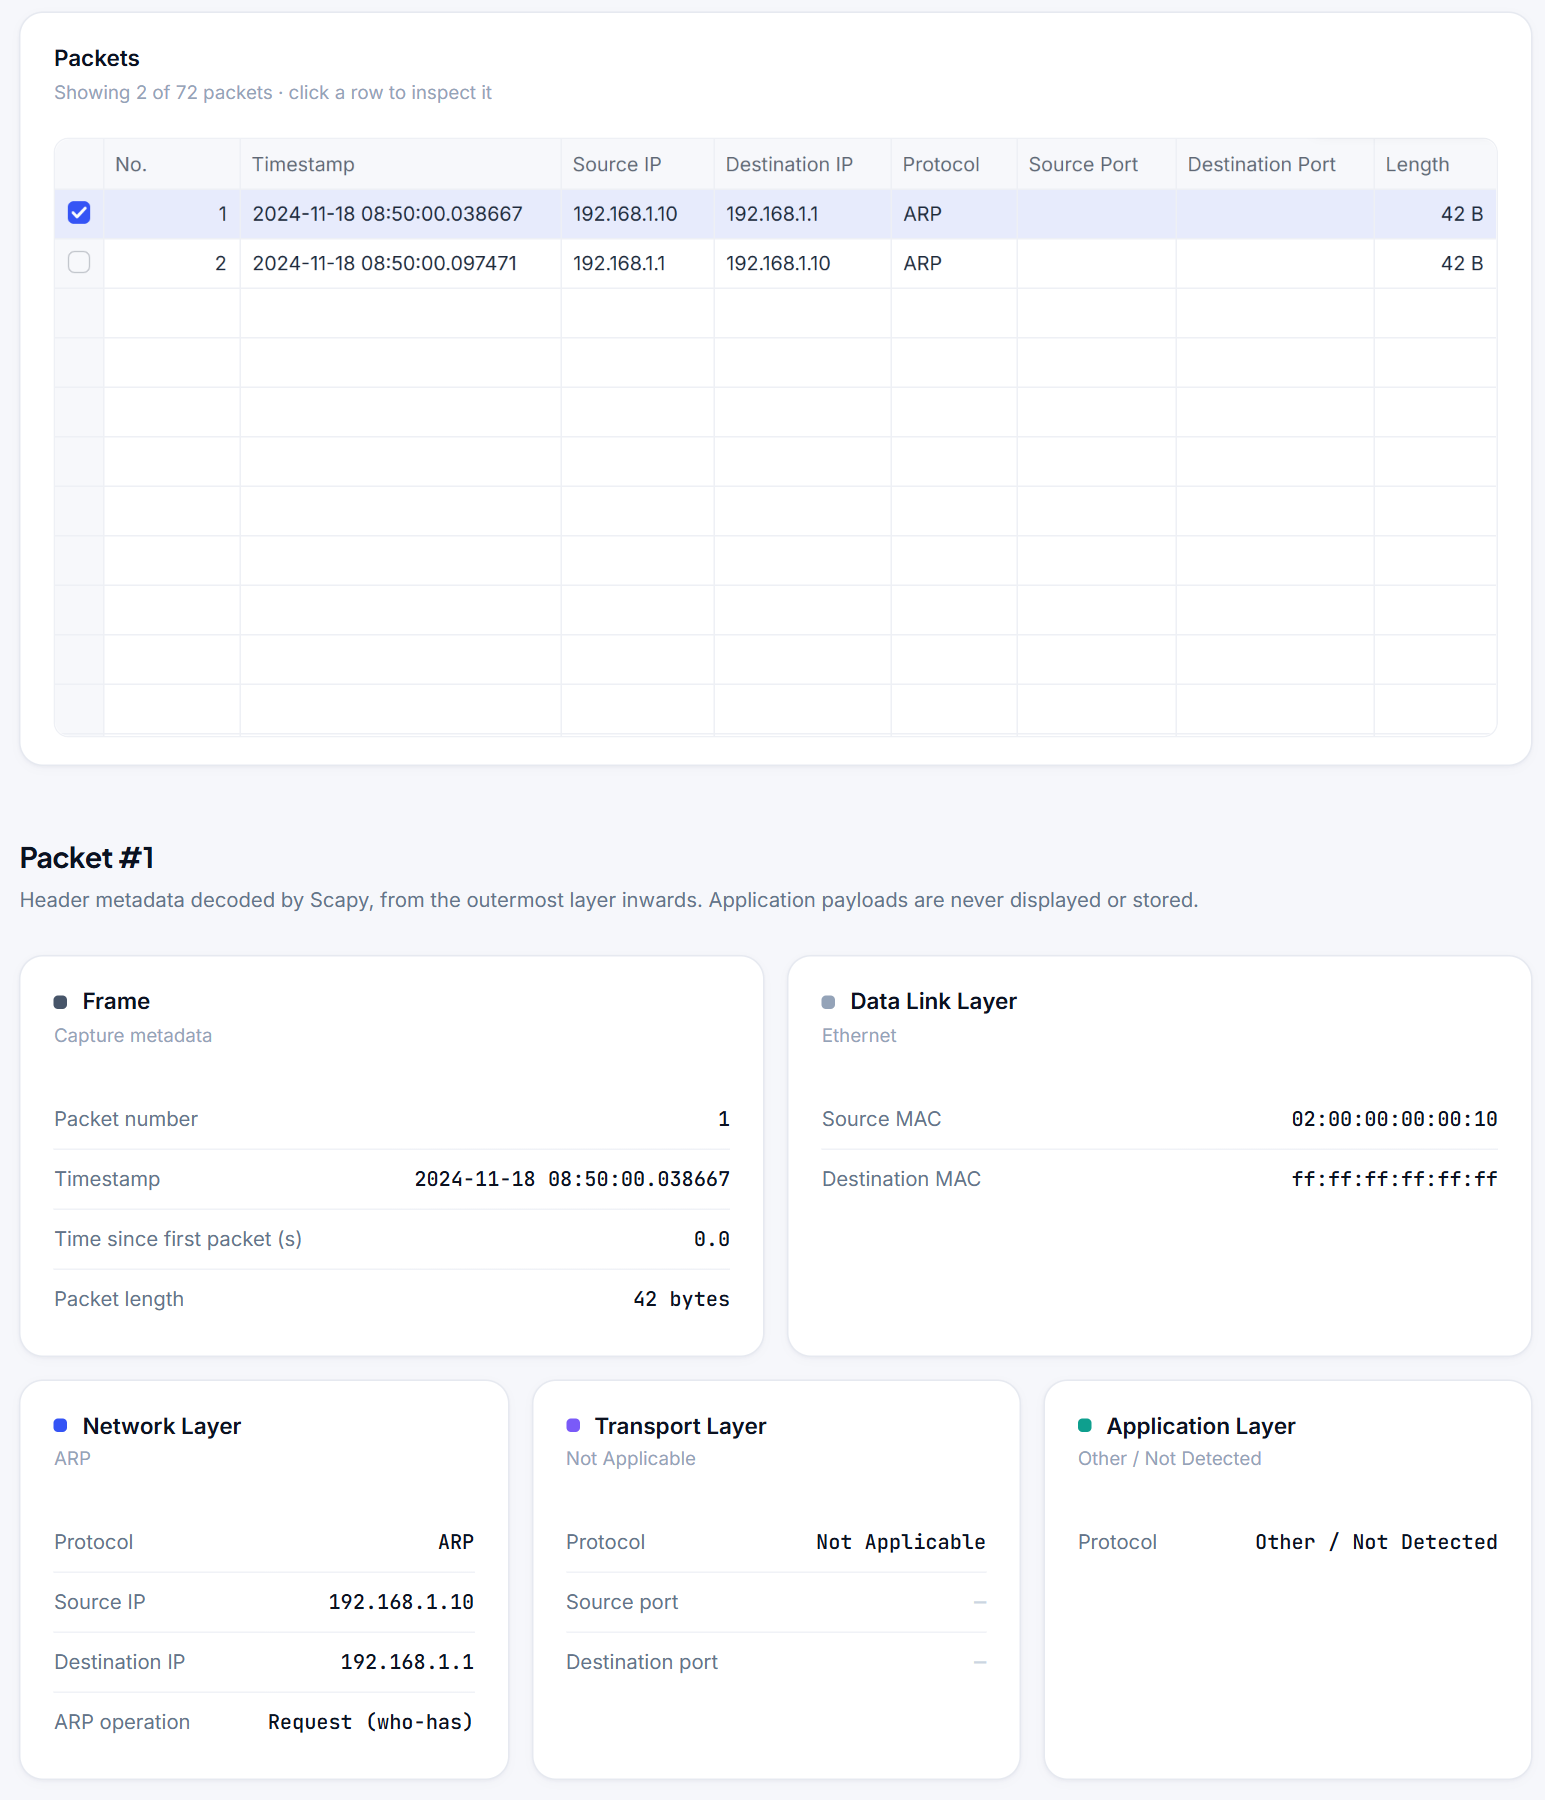 Packets
Showing 2 of 72 packets · click a row to inspect it
No. Timestamp Source IP Destination IP Protocol Source Port Destination Port Length
1 2024-11-18 08:50:00.038667 192.168.1.10 192.168.1.1 ARP 42 B
2 2024-11-18 08:50:00.097471 192.168.1.1 192.168.1.10 ARP 42 B
Packet #1
Header metadata decoded by Scapy, from the outermost layer inwards. Application payloads are never displayed or stored.
Frame
Capture metadata
Packet number 1
Timestamp 2024-11-18 08:50:00.038667
Time since first packet (s) 0.0
Packet length 42 bytes
Data Link Layer
Ethernet
Source MAC 02:00:00:00:00:10
Destination MAC ff:ff:ff:ff:ff:ff
Network Layer
ARP
Protocol ARP
Source IP 192.168.1.10
Destination IP 192.168.1.1
ARP operation Request (who-has)
Transport Layer
Not Applicable
Protocol Not Applicable
Source port —
Destination port —
Application Layer
Other / Not Detected
Protocol Other / Not Detected